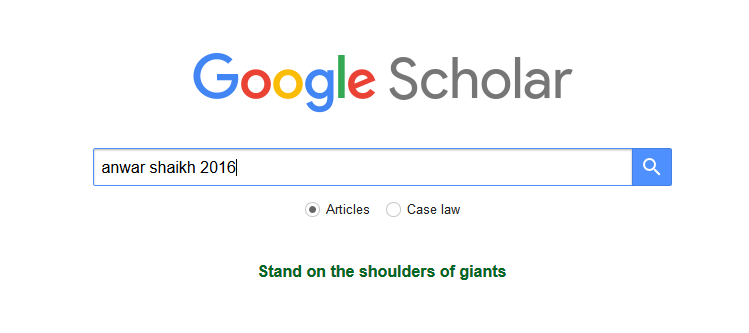 Google Scholar
anwar shaikh 2016
Articles Case law
Stand on the shoulders of giants